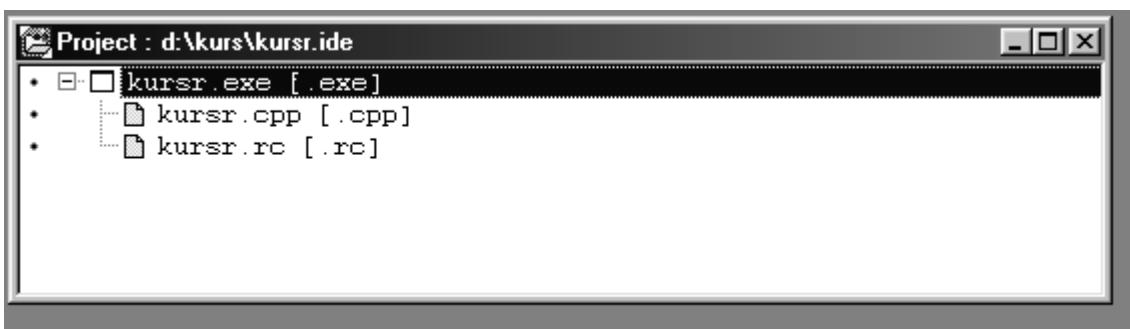 Project : d:\kurs\kursr.ide
kursr.exe [.exe]
kursr.cpp [.cpp]
kursr.rc [.rc]